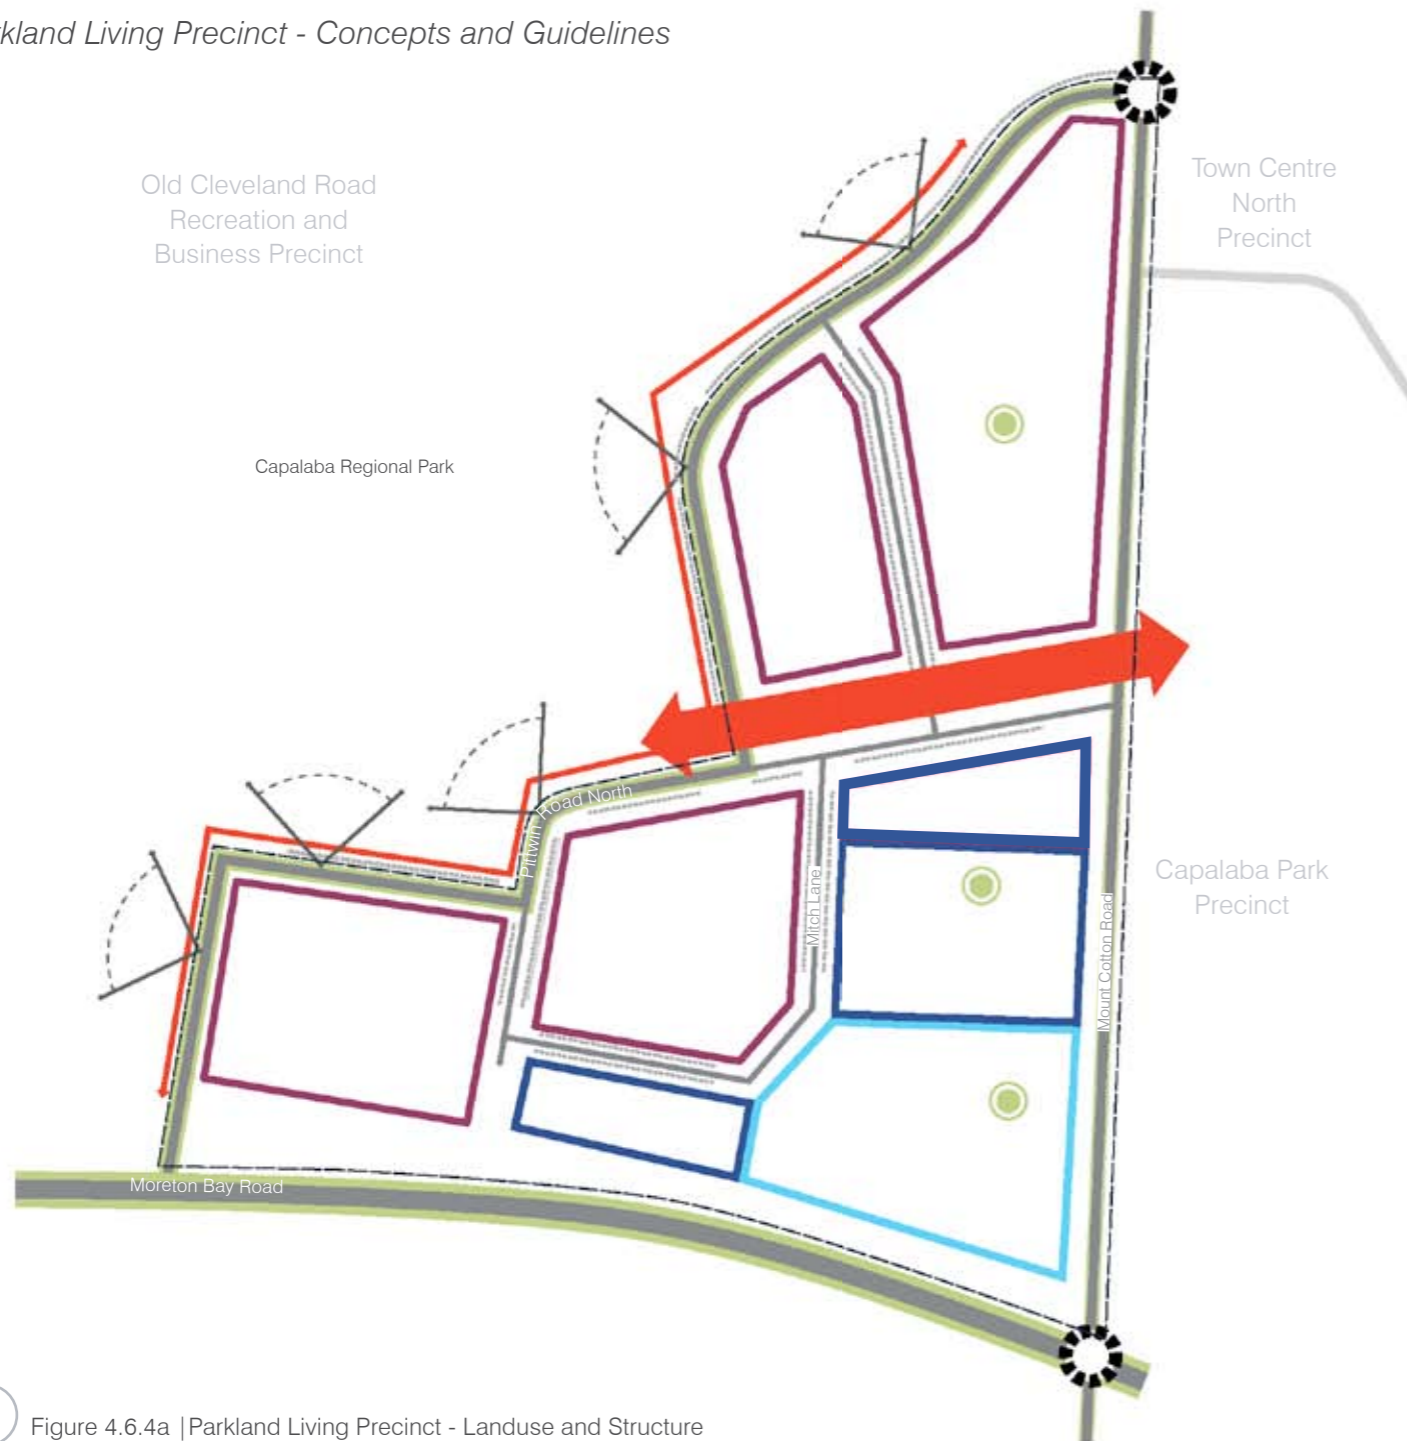 kland Living Precinct - Concepts and Guidelines
Old Cleveland Road
Recreation and
Business Precinct
Town Centre
North
Precinct
Capalaba Regional Park
Pittwin Road North
Mitch Lane
Mount Cotton Road
Capalaba Park
Precinct
Moreton Bay Road
Figure 4.6.4a |Parkland Living Precinct - Landuse and Structure